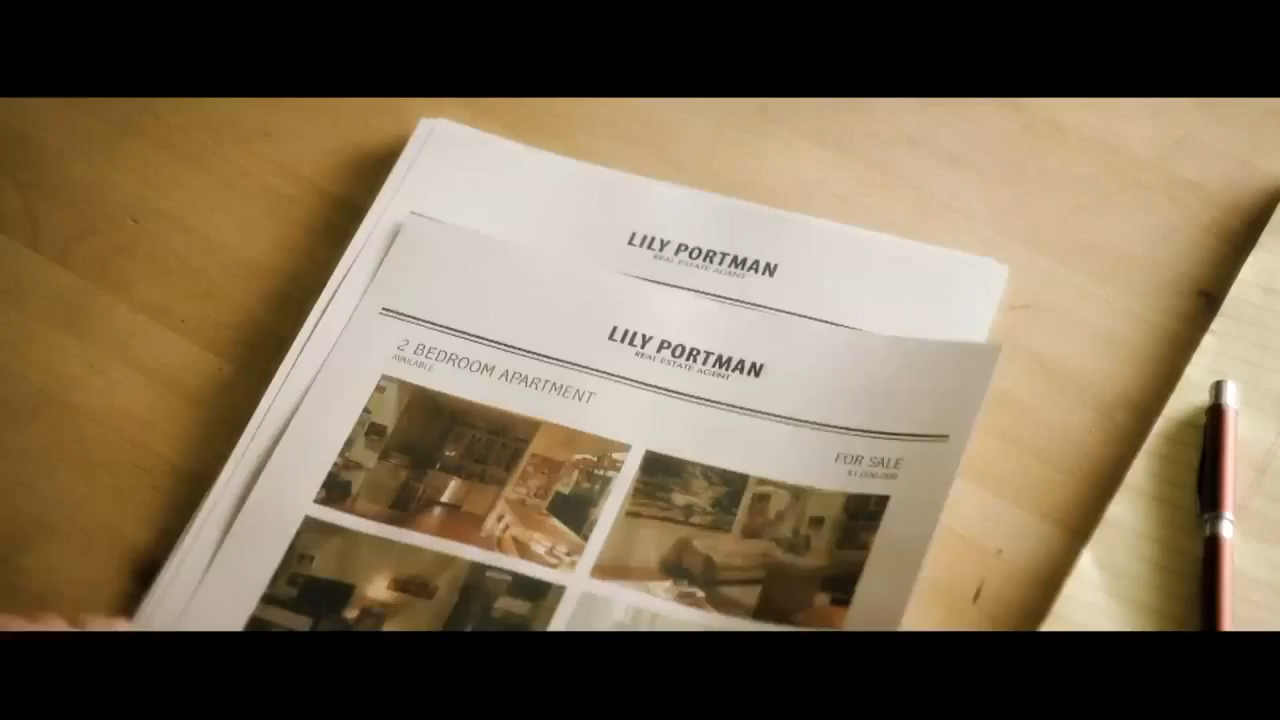 LILY PORTMAN
REAL ESTATE AGENT
LILY PORTMAN
REAL ESTATE AGENT
2 BEDROOM APARTMENT
AVAILABLE
FOR SALE